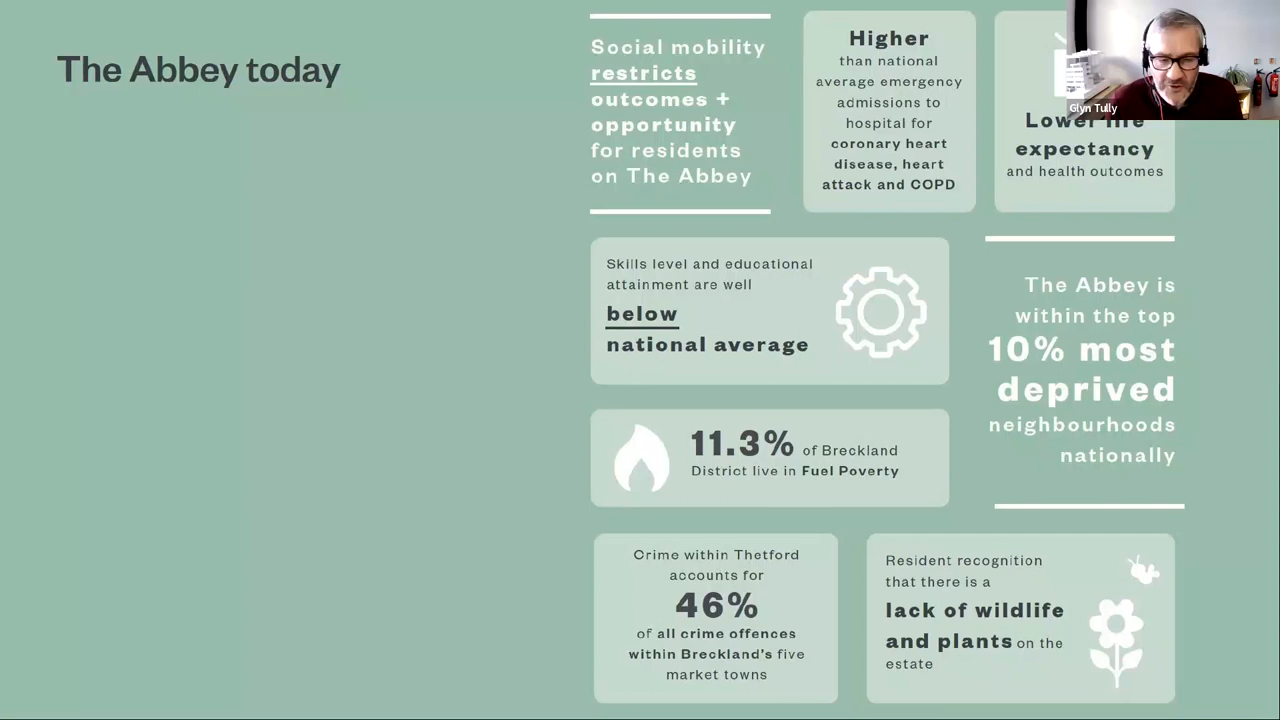 The Abbey today
Social mobility
restricts
outcomes +
opportunity
for residents
on The Abbey
Higher
than national
average emergency
admissions to
hospital for
coronary heart
disease, heart
attack and COPD
Glyn Tully
Lower life
expectancy
and health outcomes
Skills level and educational
attainment are well
below
national average
The Abbey is
within the top
10% most
deprived
neighbourhoods
nationally
11.3% of Breckland
District live in Fuel Poverty
Crime within Thetford
accounts for
46%
of all crime offences
within Breckland's five
market towns
Resident recognition
that there is a
lack of wildlife
and plants on the
estate